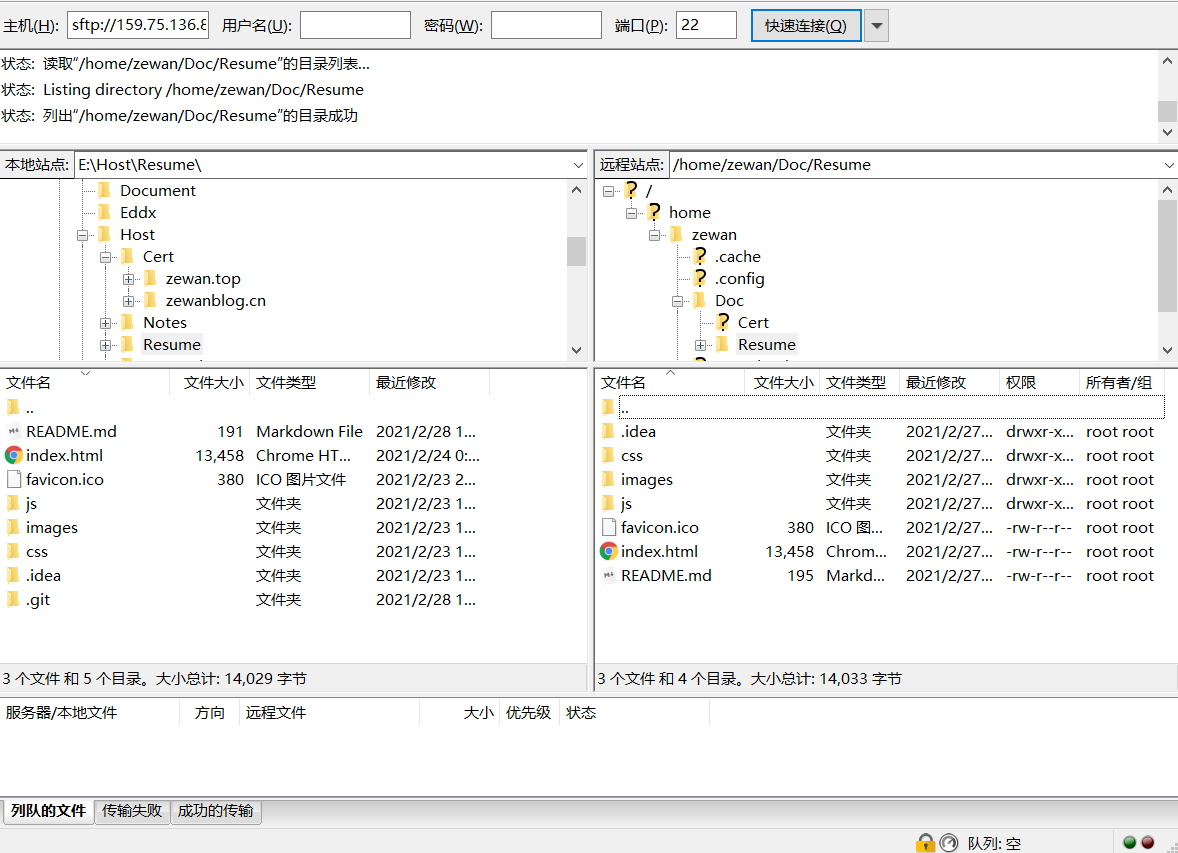 主机(H): sftp://159.75.136.8 用户名(U): 密码(W): 端口(P): 22 快速连接(Q)
状态: 读取“/home/zewan/Doc/Resume”的目录列表...
状态: Listing directory /home/zewan/Doc/Resume
状态: 列出“/home/zewan/Doc/Resume”的目录成功
本地站点: E:\Host\Resume\
Document
Eddx
Host
Cert
zewan.top
zewanblog.cn
Notes
Resume
远程站点: /home/zewan/Doc/Resume
/
home
zewan
.cache
.config
Doc
Cert
Resume
文件名 文件大小 文件类型 最近修改
..
README.md 191 Markdown File 2021/2/28 1...
index.html 13,458 Chrome HT... 2021/2/24 0:...
favicon.ico 380 ICO 图片文件 2021/2/23 2...
js 文件夹 2021/2/23 1...
images 文件夹 2021/2/23 1...
css 文件夹 2021/2/23 1...
.idea 文件夹 2021/2/23 1...
.git 文件夹 2021/2/28 1...
3 个文件 和 5 个目录。大小总计: 14,029 字节
文件名 文件大小 文件类型 最近修改 权限 所有者/组
..
.idea 文件夹 2021/2/27... drwxr-x... root root
css 文件夹 2021/2/27... drwxr-x... root root
images 文件夹 2021/2/27... drwxr-x... root root
js 文件夹 2021/2/27... drwxr-x... root root
favicon.ico 380 ICO 图... 2021/2/27... -rw-r--r-- root root
index.html 13,458 Chrom... 2021/2/27... -rw-r--r-- root root
README.md 195 Markd... 2021/2/27... -rw-r--r-- root root
3 个文件 和 4 个目录。大小总计: 14,033 字节
服务器/本地文件 方向 远程文件 大小 优先级 状态
列队的文件 传输失败 成功的传输
队列: 空